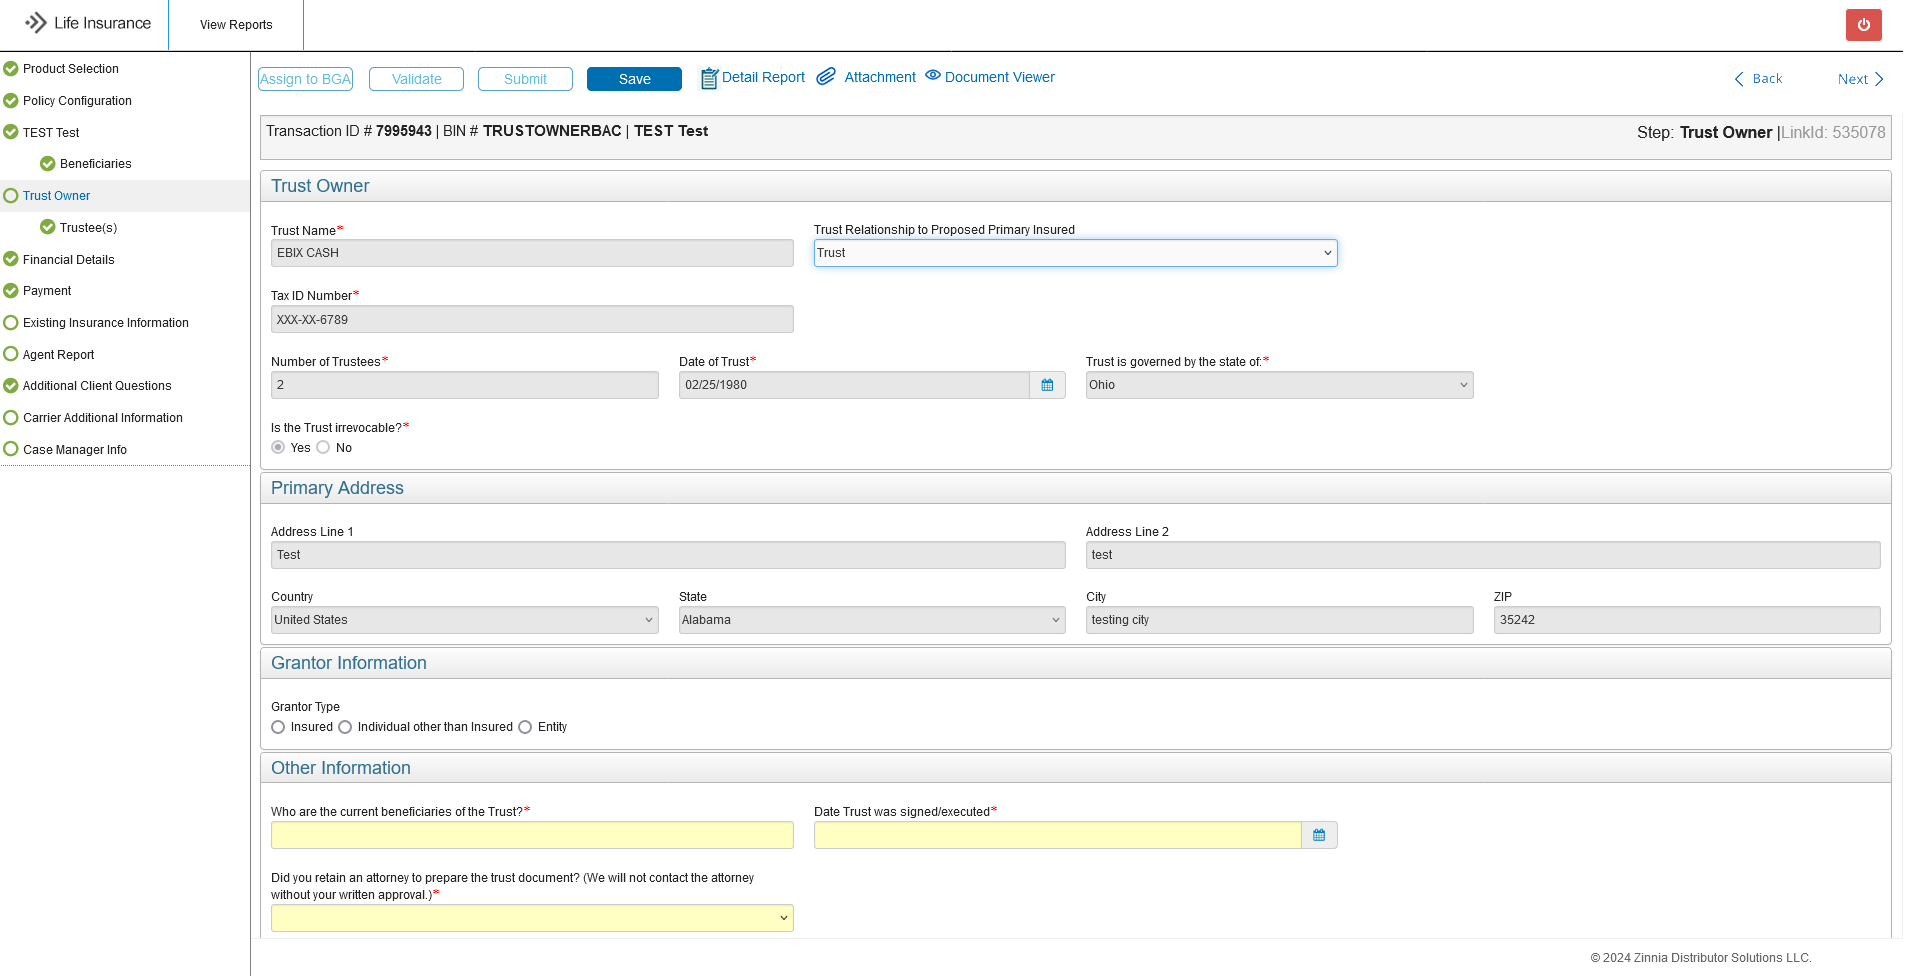 Life Insurance
View Reports
Product Selection
Policy Configuration
TEST Test
Beneficiaries
Trust Owner
Trustee(s)
Financial Details
Payment
Existing Insurance Information
Agent Report
Additional Client Questions
Carrier Additional Information
Case Manager Info
Assign to BGA Validate Submit Save Detail Report Attachment Document Viewer Back Next
Transaction ID # 7995943 | BIN # TRUSTOWNERBAC | TEST Test Step: Trust Owner |LinkId: 535078
Trust Owner
Trust Name* Trust Relationship to Proposed Primary Insured
EBIX CASH Trust
Tax ID Number*
XXX-XX-6789
Number of Trustees* Date of Trust* Trust is governed by the state of:*
2 02/25/1980 Ohio
Is the Trust irrevocable?*
Yes No
Primary Address
Address Line 1 Address Line 2
Test test
Country State City ZIP
United States Alabama testing city 35242
Grantor Information
Grantor Type
Insured Individual other than Insured Entity
Other Information
Who are the current beneficiaries of the Trust?* Date Trust was signed/executed*
Did you retain an attorney to prepare the trust document? (We will not contact the attorney
without your written approval.)*
© 2024 Zinnia Distributor Solutions LLC.